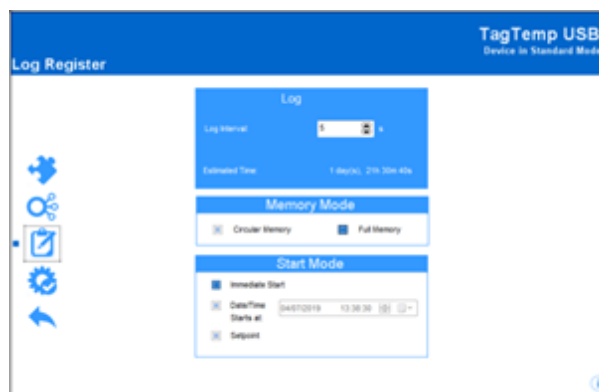 TagTemp USB
Device in Standard Mode
Log Register
Log
Log Interval: 5 s
Estimated Time: 1 day(s), 21h 30m 40s
Memory Mode
Circular Memory Full Memory
Start Mode
Immediate Start
Date/Time
Starts at: 04/07/2019 13:38:38
Setpoint